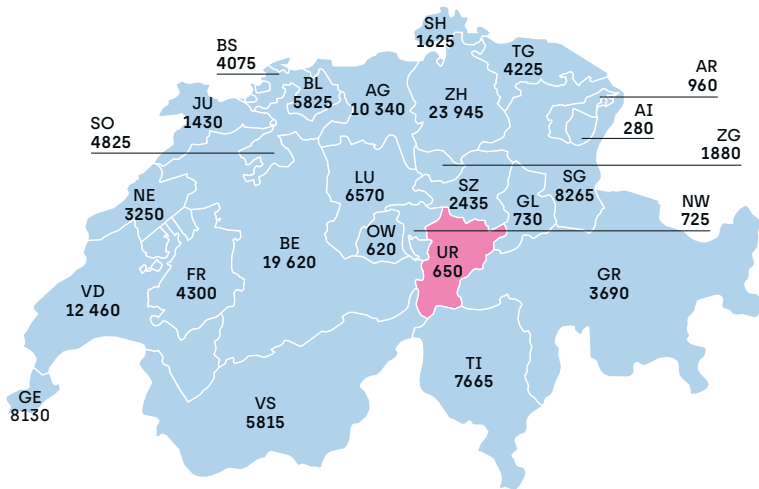 SH
1625
BS
4075
TG
4225
AR
960
BL
5825
AG
10 340
ZH
23 945
JU
1430
AI
280
SO
4825
ZG
1880
LU
6570
SZ
2435
GL
730
SG
8265
NE
3250
NW
725
OW
620
BE
19 620
UR
650
FR
4300
GR
3690
VD
12 460
TI
7665
GE
8130
VS
5815